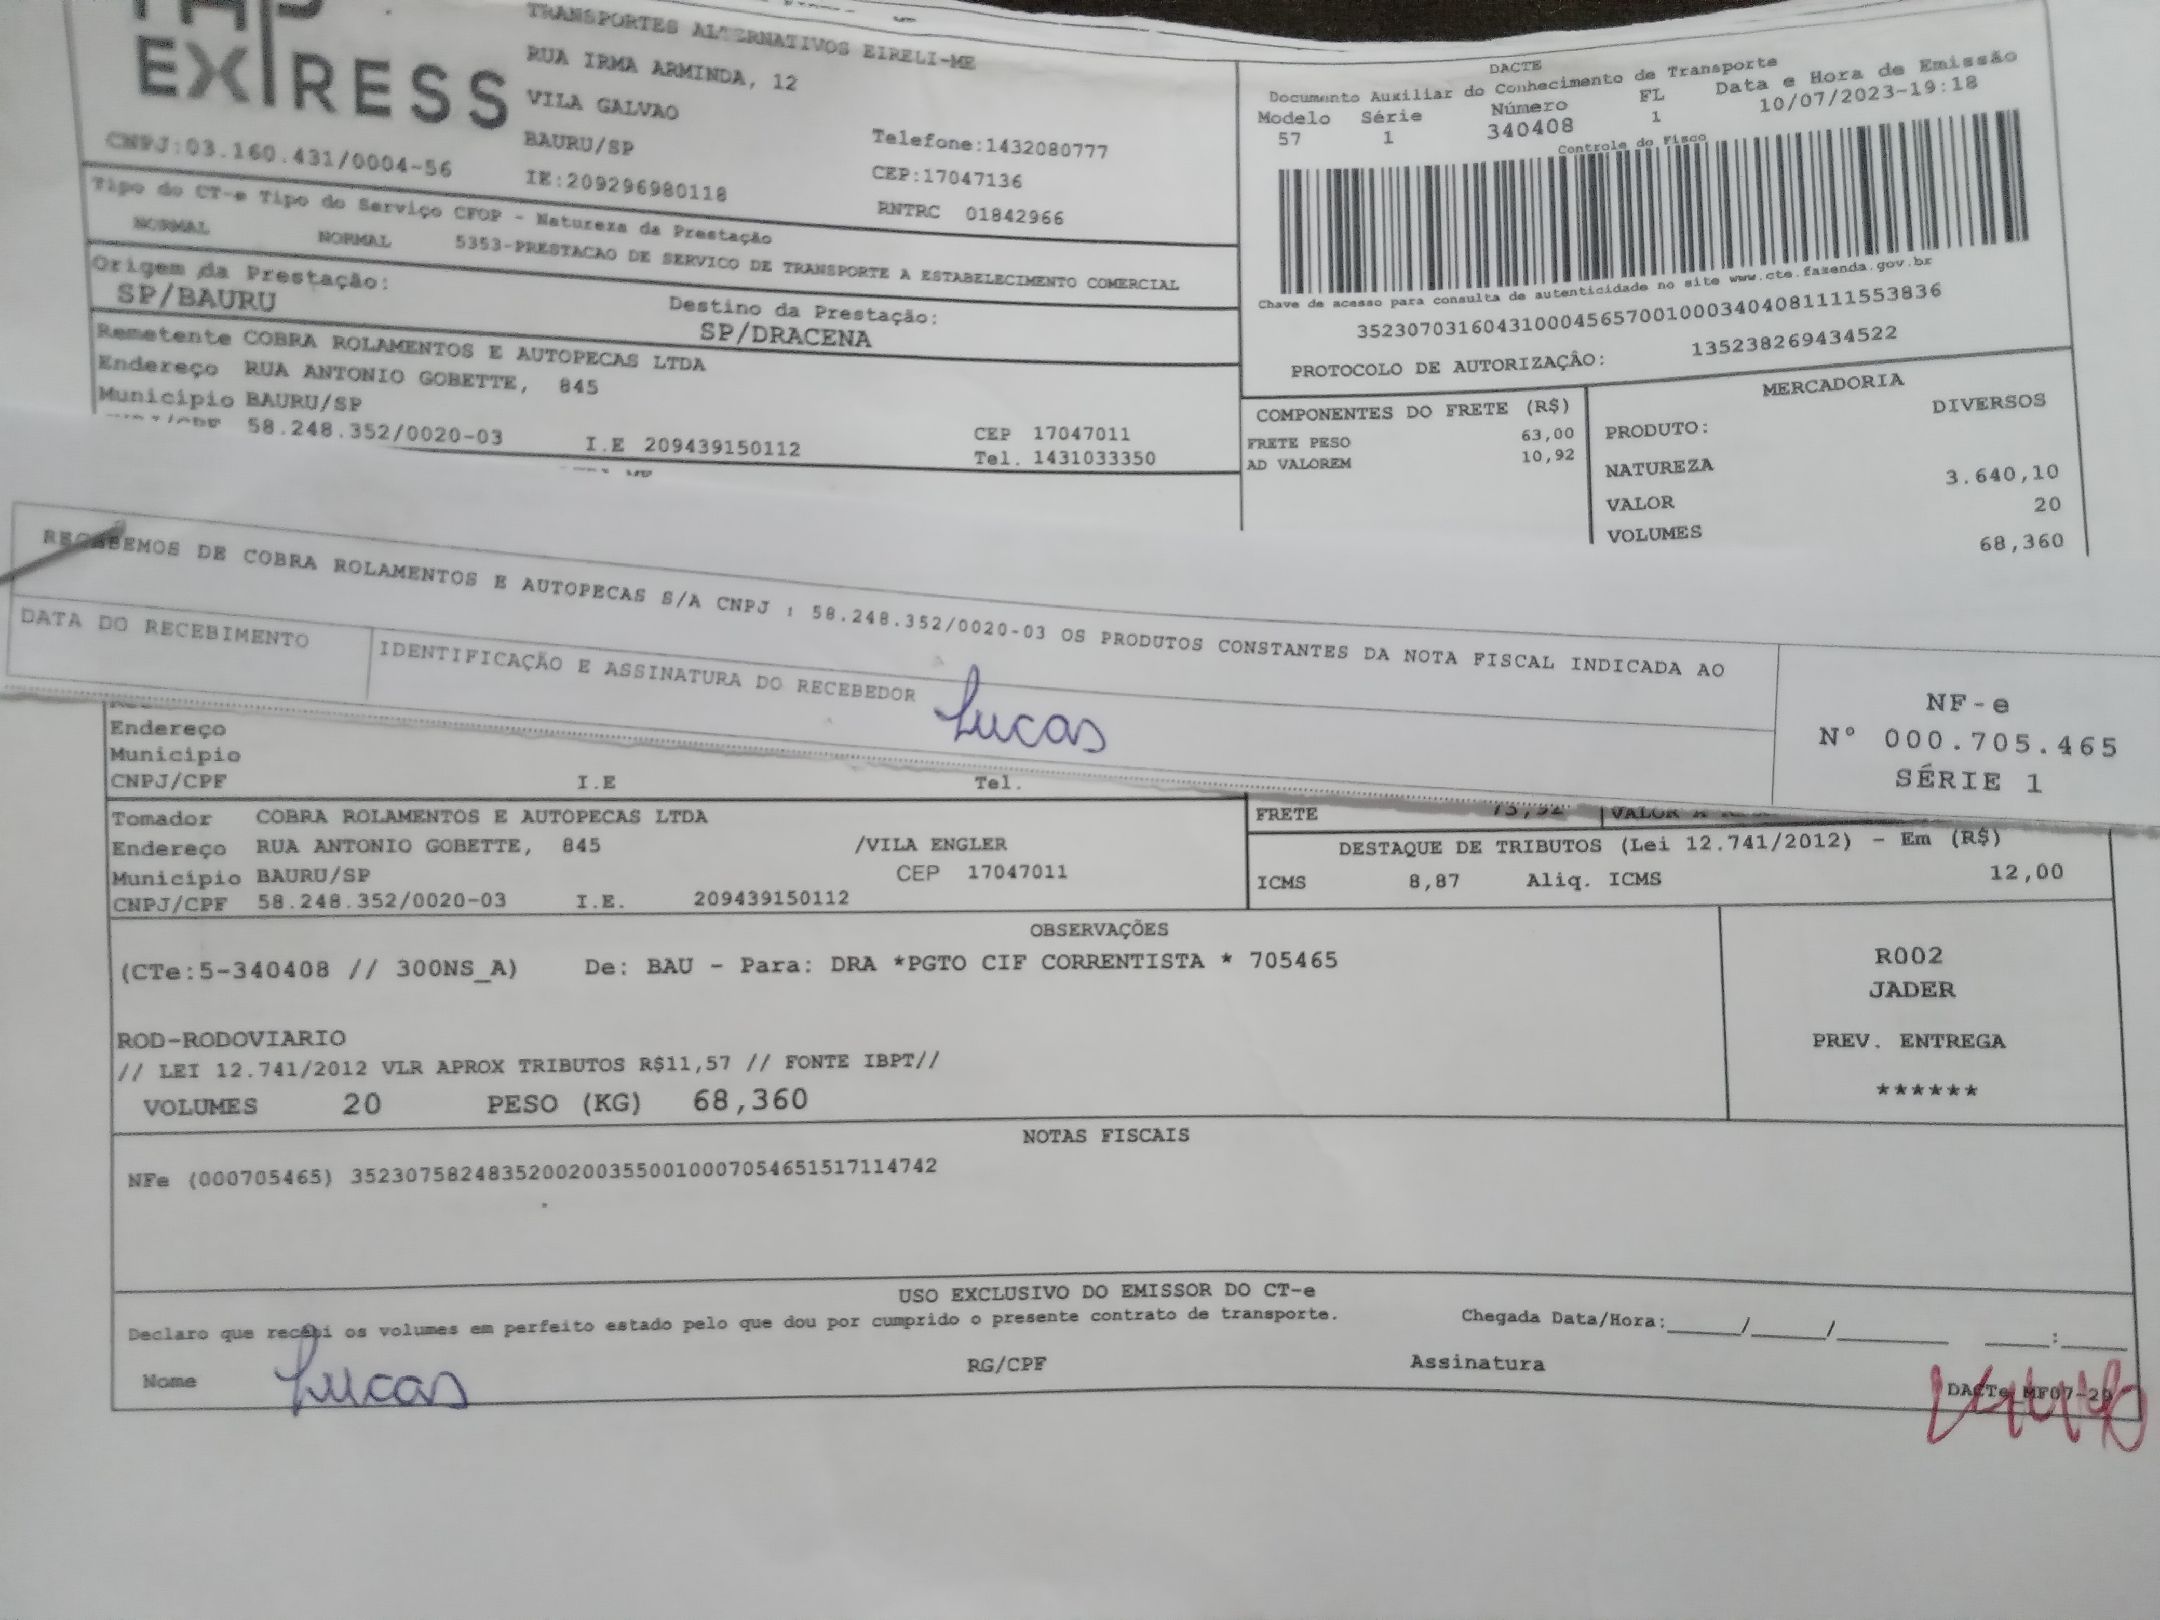 EXPRESS
TRANSPORTES ALTERNATIVOS EIRELI-ME
RUA IRMA ARMINDA, 12
VILA GALVAO
BAURU/SP Telefone:1432080777
CNPJ:03.160.431/0004-56 IE:209296980118 CEP:17047136
RNTRC 01842966
Tipo do CT-e Tipo do Serviço CFOP - Natureza da Prestação
NORMAL NORMAL 5353-PRESTACAO DE SERVICO DE TRANSPORTE A ESTABELECIMENTO COMERCIAL
Origem da Prestação: Destino da Prestação:
SP/BAURU SP/DRACENA
Remetente COBRA ROLAMENTOS E AUTOPECAS LTDA
Endereço RUA ANTONIO GOBETTE, 845
Município BAURU/SP CEP 17047011
58.248.352/0020-03 I.E 209439150112 Tel. 1431033350
DACTE
Documento Auxiliar do Conhecimento de Transporte
Modelo Série Número FL Data e Hora de Emissão
57 1 340408 1 10/07/2023-19:18
Controle do Fisco
Chave de acesso para consulta de autenticidade no site www.cte.fazenda.gov.br
35230703160431000456570010003404081111553836
PROTOCOLO DE AUTORIZAÇÃO: 135238269434522
COMPONENTES DO FRETE (R$)
FRETE PESO 63,00
AD VALOREM 10,92
MERCADORIA
PRODUTO: DIVERSOS
NATUREZA 3.640,10
VALOR 20
VOLUMES 68,360
RECEBEMOS DE COBRA ROLAMENTOS E AUTOPECAS S/A CNPJ : 58.248.352/0020-03 OS PRODUTOS CONSTANTES DA NOTA FISCAL INDICADA AO
DATA DO RECEBIMENTO IDENTIFICAÇÃO E ASSINATURA DO RECEBEDOR
Lucas
NF-e
Nº 000.705.465
SÉRIE 1
Endereço
Município
CNPJ/CPF I.E Tel.
Tomador COBRA ROLAMENTOS E AUTOPECAS LTDA
Endereço RUA ANTONIO GOBETTE, 845 /VILA ENGLER
Município BAURU/SP CEP 17047011
CNPJ/CPF 58.248.352/0020-03 I.E. 209439150112
FRETE
DESTAQUE DE TRIBUTOS (Lei 12.741/2012) - Em (R$)
ICMS 8,87 Aliq. ICMS 12,00
OBSERVAÇÕES
(CTe:5-340408 // 300NS_A) De: BAU - Para: DRA *PGTO CIF CORRENTISTA * 705465
ROD-RODOVIARIO
// LEI 12.741/2012 VLR APROX TRIBUTOS R$11,57 // FONTE IBPT//
VOLUMES 20 PESO (KG) 68,360
R002
JADER
PREV. ENTREGA
******
NOTAS FISCAIS
NFe (000705465) 35230758248352002003550010007054651517114742
USO EXCLUSIVO DO EMISSOR DO CT-e
Declaro que recebi os volumes em perfeito estado pelo que dou por cumprido o presente contrato de transporte. Chegada Data/Hora:____/____/______ ____:____
Nome Lucas RG/CPF Assinatura
DACTe_MF07-20